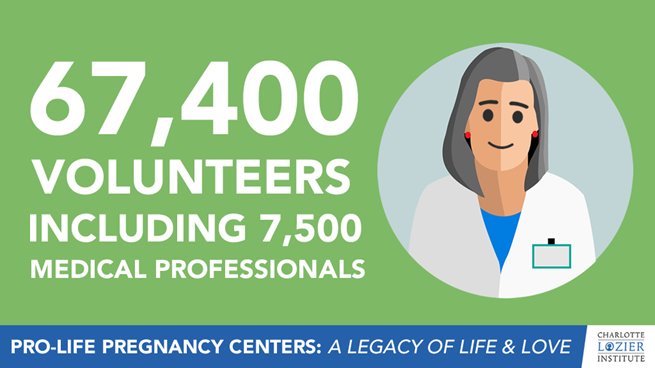 67,400
VOLUNTEERS
INCLUDING 7,500
MEDICAL PROFESSIONALS
PRO-LIFE PREGNANCY CENTERS: A LEGACY OF LIFE & LOVE
CHARLOTTE
LOZIER
INSTITUTE